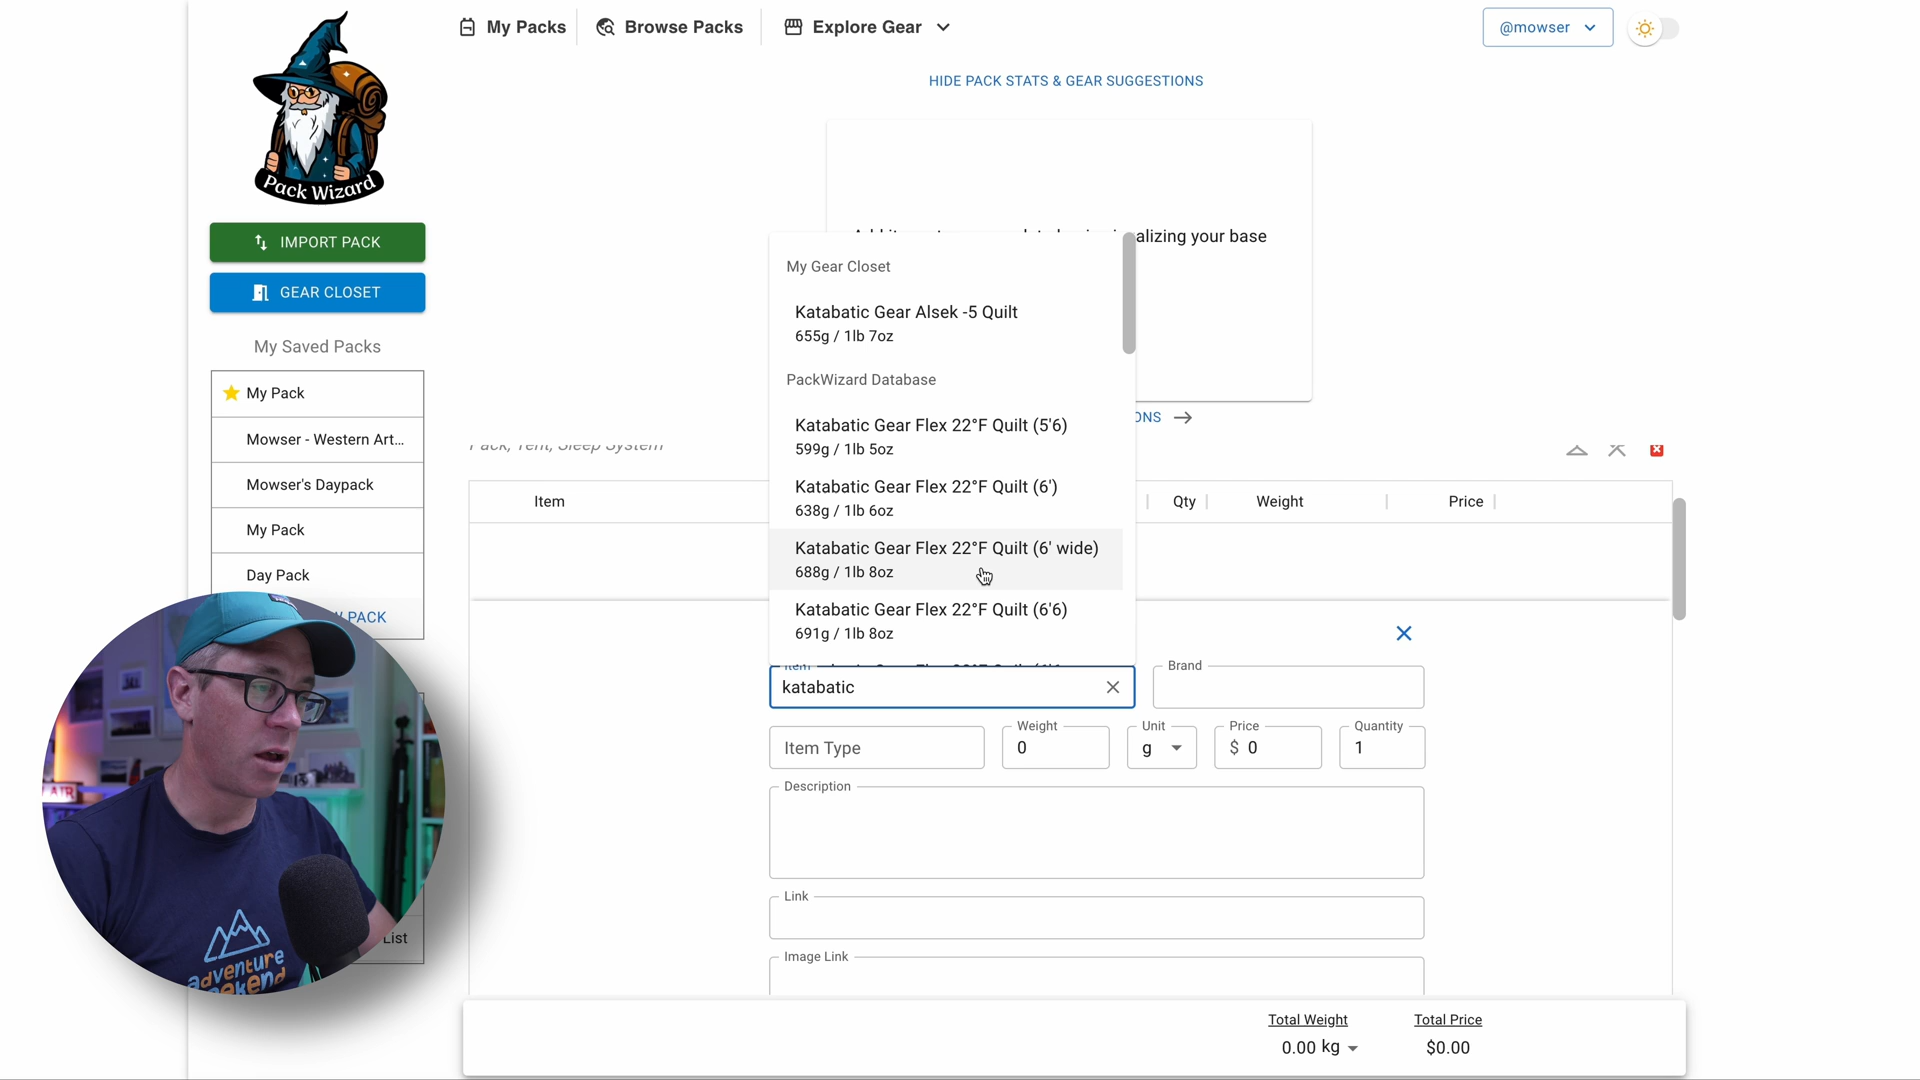 My Packs
Browse Packs
Explore Gear
@mowser
HIDE PACK STATS & GEAR SUGGESTIONS
Pack Wizard
IMPORT PACK
GEAR CLOSET
My Saved Packs
My Pack
Mowser - Western Art...
Mowser's Daypack
My Pack
Day Pack
PACK
List
alizing your base
My Gear Closet
Katabatic Gear Alsek -5 Quilt
655g / 1lb 7oz
PackWizard Database
Katabatic Gear Flex 22°F Quilt (5'6)
599g / 1lb 5oz
Katabatic Gear Flex 22°F Quilt (6')
638g / 1lb 6oz
Katabatic Gear Flex 22°F Quilt (6' wide)
688g / 1lb 8oz
Katabatic Gear Flex 22°F Quilt (6'6)
691g / 1lb 8oz
ONS
Pack, Tent, Sleep System
Item Qty Weight Price
Item
katabatic
Brand
Item Type
Weight
0
Unit
g
Price
$ 0
Quantity
1
Description
Link
Image Link
Total Weight
0.00 kg
Total Price
$0.00
adventure